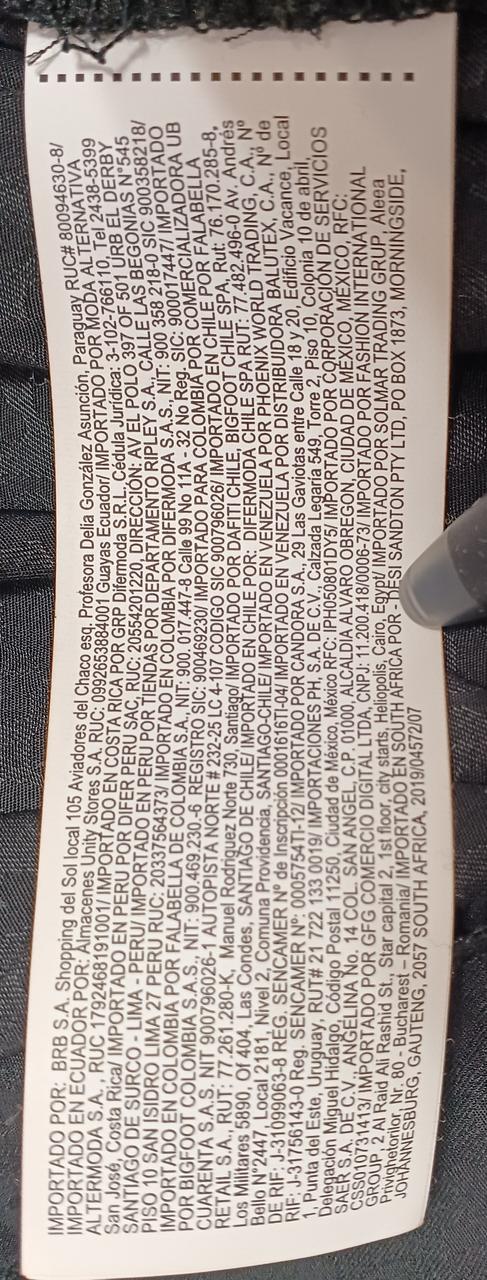 IMPORTADO POR: BRB S.A. Shopping del Sol local 105 Aviadores del Chaco esq. Profesora Delia González Asunción, Paraguay RUC# 80094630-8/
IMPORTADO EN ECUADOR POR: Almacenes Unity Stores S.A. RUC: 0992653884001 Guayas Ecuador/ IMPORTADO POR MODA ALTERNATIVA
ALTERMODA S.A., RUC 1792468191001/ IMPORTADO EN COSTA RICA POR GRP Difermoda S.R.L. Cédula Jurídica: 3-102-766110, Tel 2438-5399
San José, Costa Rica/ IMPORTADO EN PERU POR DIFER PERU SAC, RUC: 20554201220, DIRECCIÓN: AV EL POLO 397 OF 501 URB EL DERBY
SANTIAGO DE SURCO - LIMA - PERU/ IMPORTADO EN PERU POR TIENDAS POR DEPARTAMENTO RIPLEY S.A., CALLE LAS BEGONIAS N°545
PISO 10 SAN ISIDRO LIMA 27 PERU RUC: 20337564373/ IMPORTADO EN COLOMBIA POR DIFERMODA S.A.S. NIT: 900 358 218-0 SIC 900358218/
IMPORTADO EN COLOMBIA POR FALABELLA DE COLOMBIA S.A. NIT: 900.017.447-8 Calle 99 No 11A - 32 No Reg. SIC: 900017447/ IMPORTADO
POR BIGFOOT COLOMBIA S.A.S. NIT: 900.469.230.-6 REGISTRO SIC: 900469230/ IMPORTADO PARA COLOMBIA POR COMERCIALIZADORA UB
CUARENTA S.A.S. NIT 900796026-1 AUTOPISTA NORTE # 232-25 LC 4-107 CODIGO SIC 900796026/ IMPORTADO EN CHILE POR FALABELLA
RETAIL S.A., RUT: 77.261.280-K, Manuel Rodriguez Norte 730, Santiago/ IMPORTADO POR DAFITI CHILE, BIGFOOT CHILE SPA, Rut: 76.170.285-8,
Los Militares 5890, Of 404, Las Condes, SANTIAGO DE CHILE/ IMPORTADO EN CHILE POR: DIFERMODA CHILE SPA RUT: 77.482.496-0 Av. Andrés
Bello N°2447, Local 2181, Nivel 2, Comuna Providencia, SANTIAGO-CHILE/ IMPORTADO EN VENEZUELA POR PHOENIX WORLD TRADING, C.A., N°
DE RIF: J-31099063-8 REG. SENCAMER N° de Inscripción 0001616TI-04/ IMPORTADO EN VENEZUELA POR DISTRIBUIDORA BALUTEX, C.A., N° de
RIF: J-31756143-0 Reg. SENCAMER N°: 0005754TI-12/ IMPORTADO POR CANDORA S.A., 29 Las Gaviotas entre Calle 18 y 20, Edificio Vacance, Local
1, Punta del Este, Uruguay, RUT# 21 722 133 0019/ IMPORTACIONES PH, S.A. DE C.V., Calzada Legaria 549, Torre 2, Piso 10, Colonia 10 de abril,
Delegación Miguel Hidalgo, Código Postal 11250, Ciudad de México, México RFC: IPH050801DY5/ IMPORTADO POR:CORPORACIÓN DE SERVICIOS
SAER S.A. DE C.V. ANGELINA No. 14 COL. SAN ANGEL, C.P. 01000, ALCALDIA ALVARO OBREGON, CIUDAD DE MÉXICO, MÉXICO, RFC:
CSS010731413/ IMPORTADO POR GFG COMERCIO DIGITAL LTDA, CNPJ: 11.200.418/0006-73/ IMPORTADO POR FASHION INTERNATIONAL
GROUP, 2 Ali Raid Ali Rashid St., Star capital 2, 1st floor, city starts, Heliopolis, Cairo, Egypt/ IMPORTADO POR SOLMAR TRADING GRUP, Aleea
Privighetorilor, Nr. 80 - Bucharest – Romania/ IMPORTADO EN SOUTH AFRICA POR - DESI SANDTON PTY LTD, PO BOX 1873, MORNINGSIDE,
JOHANNESBURG, GAUTENG, 2057 SOUTH AFRICA, 2019/04572/07